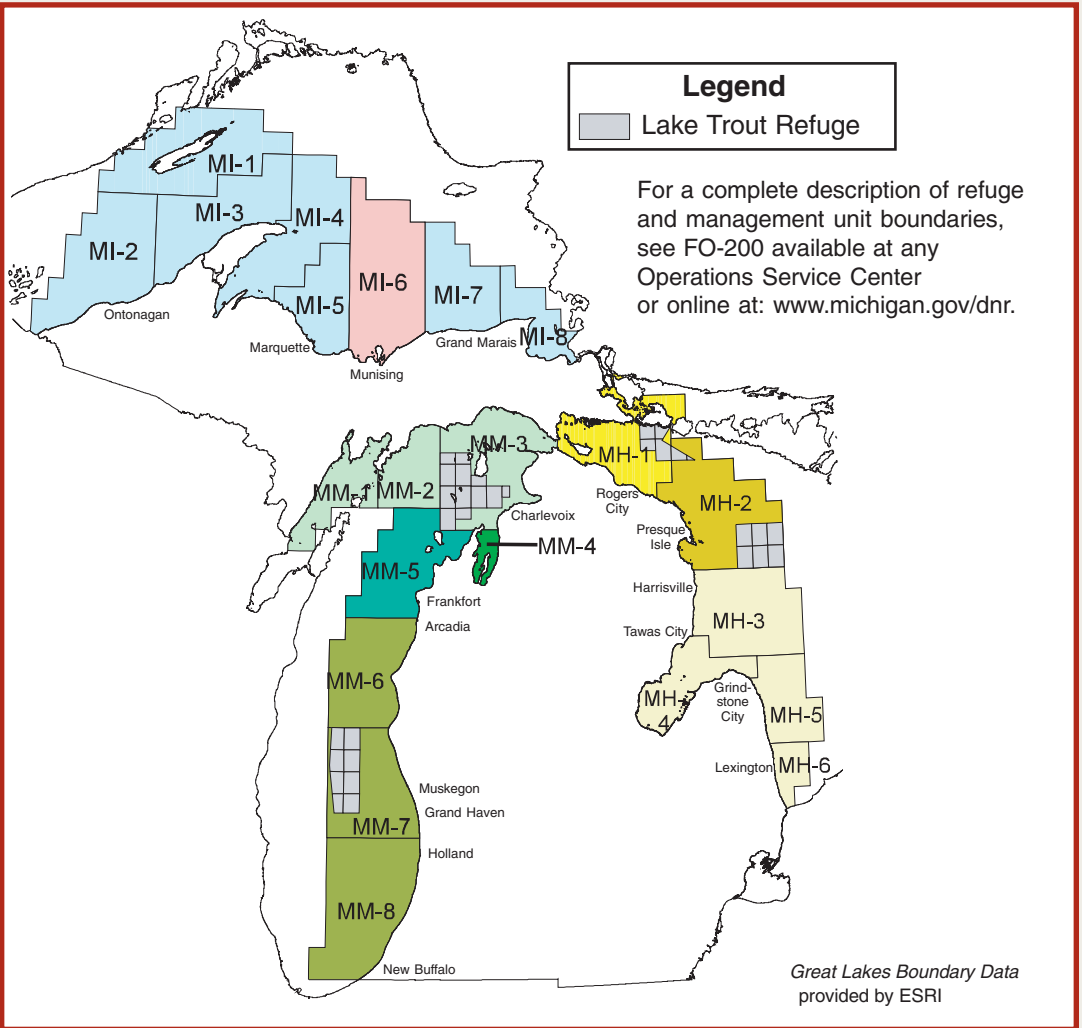 Legend
Lake Trout Refuge
For a complete description of refuge
and management unit boundaries,
see FO-200 available at any
Operations Service Center
or online at: www.michigan.gov/dnr.
MI-1
MI-2
MI-3
MI-4
MI-5
MI-6
MI-7
MI-8
Ontonagan
Marquette
Munising
Grand Marais
MM-1
MM-2
MM-3
MM-4
MM-5
MM-6
MM-7
MM-8
Charlevoix
Frankfort
Arcadia
Muskegon
Grand Haven
Holland
New Buffalo
MH-1
MH-2
MH-3
MH-
4
MH-5
MH-6
Rogers
City
Presque
Isle
Harrisville
Tawas City
Grind-
stone
City
Lexington
Great Lakes Boundary Data
provided by ESRI